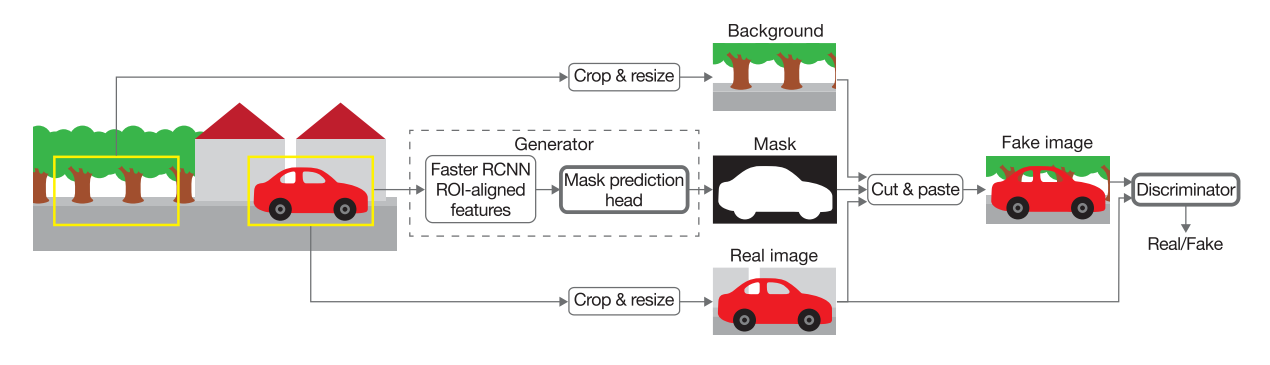 Background
Crop & resize
Generator
Faster RCNN
ROI-aligned
features
Mask prediction
head
Mask
Cut & paste
Fake image
Discriminator
Real/Fake
Real image
Crop & resize